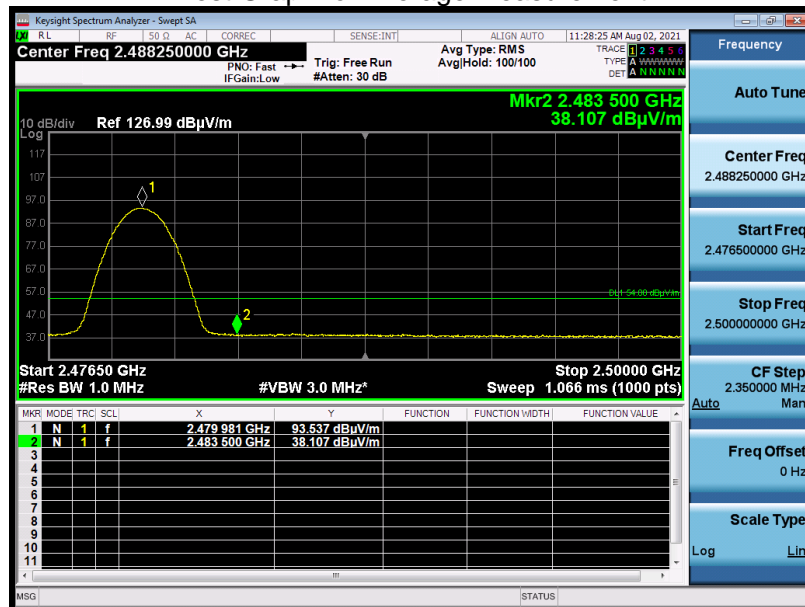 Keysight Spectrum Analyzer - Swept SA
LXI RL RF 50 Ω AC CORREC SENSE:INT ALIGN AUTO 11:28:25 AM Aug 02, 2021
Center Freq 2.488250000 GHz
PNO: Fast
IFGain:Low
Trig: Free Run
#Atten: 30 dB
Avg Type: RMS
Avg|Hold: 100/100
TRACE 1 2 3 4 5 6
TYPE A WWWWW
DET A N N N N N
Mkr2 2.483 500 GHz
38.107 dBµV/m
10 dB/div Ref 126.99 dBµV/m
Log
117
107
97.0
87.0
77.0
67.0
57.0
47.0
37.0
1
2
DL1 54.00 dBµV/m
Start 2.47650 GHz Stop 2.50000 GHz
#Res BW 1.0 MHz #VBW 3.0 MHz* Sweep 1.066 ms (1000 pts)
MKR MODE TRC SCL X Y FUNCTION FUNCTION WIDTH FUNCTION VALUE
1 N 1 f 2.479 981 GHz 93.537 dBµV/m
2 N 1 f 2.483 500 GHz 38.107 dBµV/m
3
4
5
6
7
8
9
10
11
MSG STATUS
Frequency
Auto Tune
Center Freq
2.488250000 GHz
Start Freq
2.476500000 GHz
Stop Freq
2.500000000 GHz
CF Step
2.350000 MHz
Auto Man
Freq Offset
0 Hz
Scale Type
Log Lin